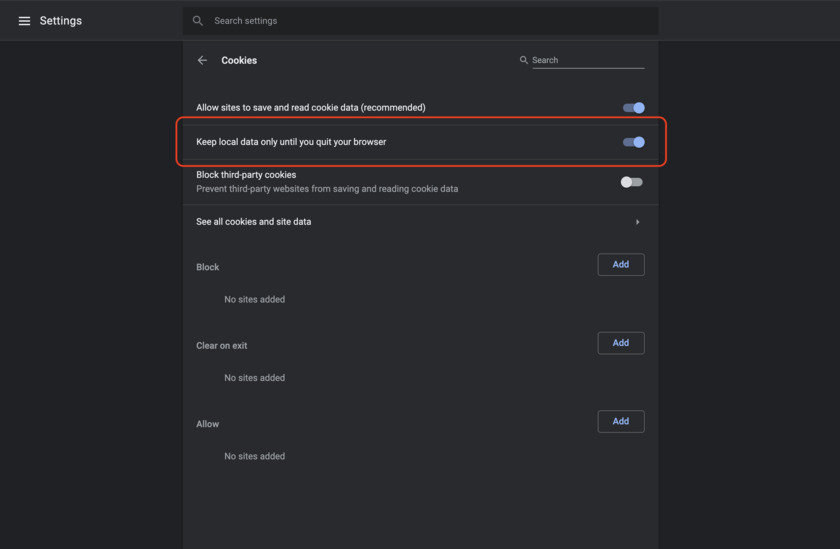 Settings
Search settings
Cookies
Search
Allow sites to save and read cookie data (recommended)
Keep local data only until you quit your browser
Block third-party cookies
Prevent third-party websites from saving and reading cookie data
See all cookies and site data
Block
Add
No sites added
Clear on exit
Add
No sites added
Allow
Add
No sites added